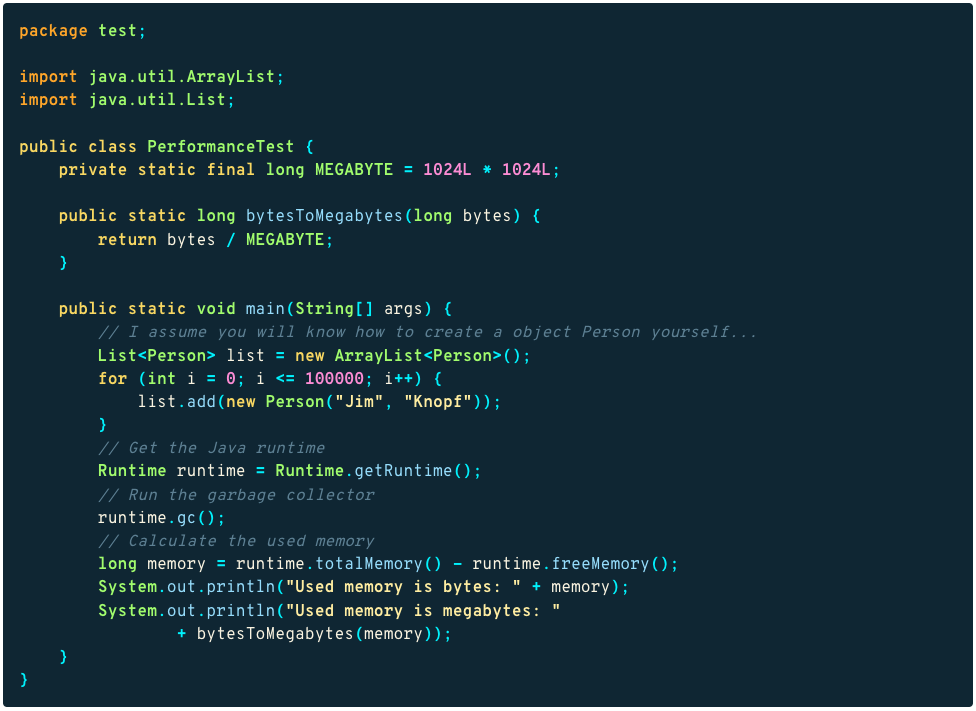 package test;
import java.util.ArrayList;
import java.util.List;
public class PerformanceTest {
    private static final long MEGABYTE = 1024L * 1024L;
    public static long bytesToMegabytes(long bytes) {
        return bytes / MEGABYTE;
    }
    public static void main(String[] args) {
        // I assume you will know how to create a object Person yourself...
        List<Person> list = new ArrayList<Person>();
        for (int i = 0; i <= 100000; i++) {
            list.add(new Person("Jim", "Knopf"));
        }
        // Get the Java runtime
        Runtime runtime = Runtime.getRuntime();
        // Run the garbage collector
        runtime.gc();
        // Calculate the used memory
        long memory = runtime.totalMemory() - runtime.freeMemory();
        System.out.println("Used memory is bytes: " + memory);
        System.out.println("Used memory is megabytes: "
                + bytesToMegabytes(memory));
    }
}